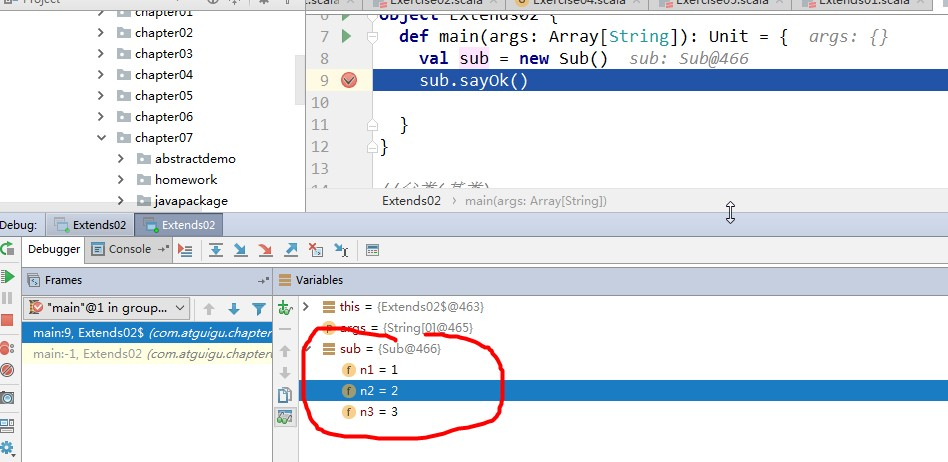 Project
chapter01
chapter02
chapter03
chapter04
chapter05
chapter06
chapter07
abstractdemo
homework
javapackage
Exercise02.scala
Exercise04.scala
Exercise05.scala
Extends01.scala
6 object Extends02 {
7 def main(args: Array[String]): Unit = { args: {}
8 val sub = new Sub() sub: Sub@466
9 sub.sayOk()
10
11 }
12 }
13
Extends02 › main(args: Array[String])
Debug: Extends02 Extends02
Debugger Console
Frames
"main"@1 in group...
main:9, Extends02$ (com.atguigu.chapter
main:-1, Extends02 (com.atguigu.chapter
Variables
this = {Extends02$@463}
args = {String[0]@465}
sub = {Sub@466}
f n1 = 1
f n2 = 2
f n3 = 3